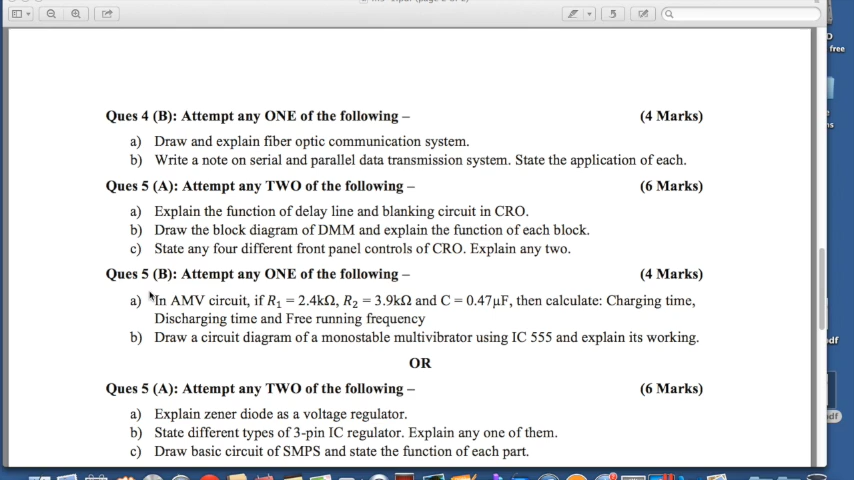 5
D
free
Ques 4 (B): Attempt any ONE of the following – (4 Marks)
a) Draw and explain fiber optic communication system.
b) Write a note on serial and parallel data transmission system. State the application of each.
Ques 5 (A): Attempt any TWO of the following – (6 Marks)
a) Explain the function of delay line and blanking circuit in CRO.
b) Draw the block diagram of DMM and explain the function of each block.
c) State any four different front panel controls of CRO. Explain any two.
Ques 5 (B): Attempt any ONE of the following – (4 Marks)
a) In AMV circuit, if R₁ = 2.4kΩ, R₂ = 3.9kΩ and C = 0.47μF, then calculate: Charging time,
Discharging time and Free running frequency
b) Draw a circuit diagram of a monostable multivibrator using IC 555 and explain its working.
OR
Ques 5 (A): Attempt any TWO of the following – (6 Marks)
a) Explain zener diode as a voltage regulator.
b) State different types of 3-pin IC regulator. Explain any one of them.
c) Draw basic circuit of SMPS and state the function of each part.